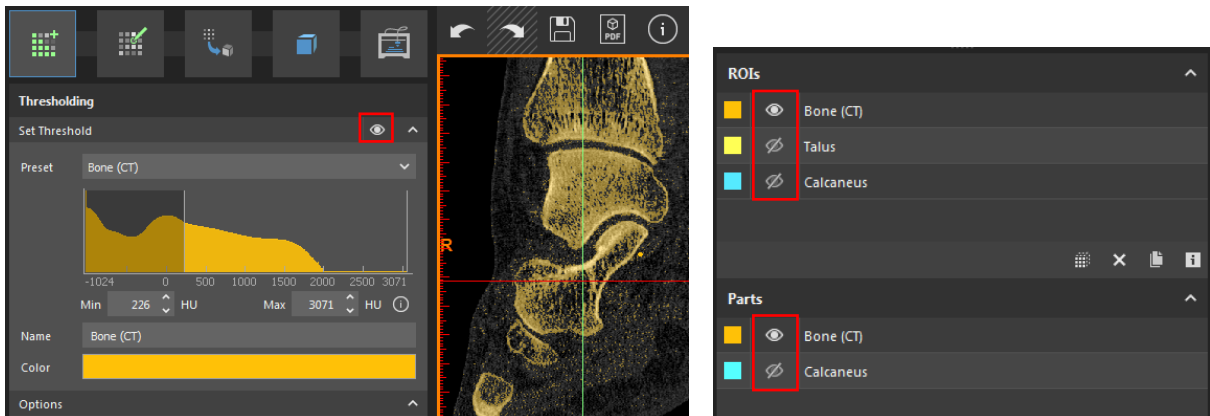 PDF
i
Thresholding
Set Threshold
Preset Bone (CT)
-1024 0 500 1000 1500 2000 2500 3071
Min 226 HU Max 3071 HU i
Name Bone (CT)
Color
Options
R
ROIs
Bone (CT)
Talus
Calcaneus
i
Parts
Bone (CT)
Calcaneus